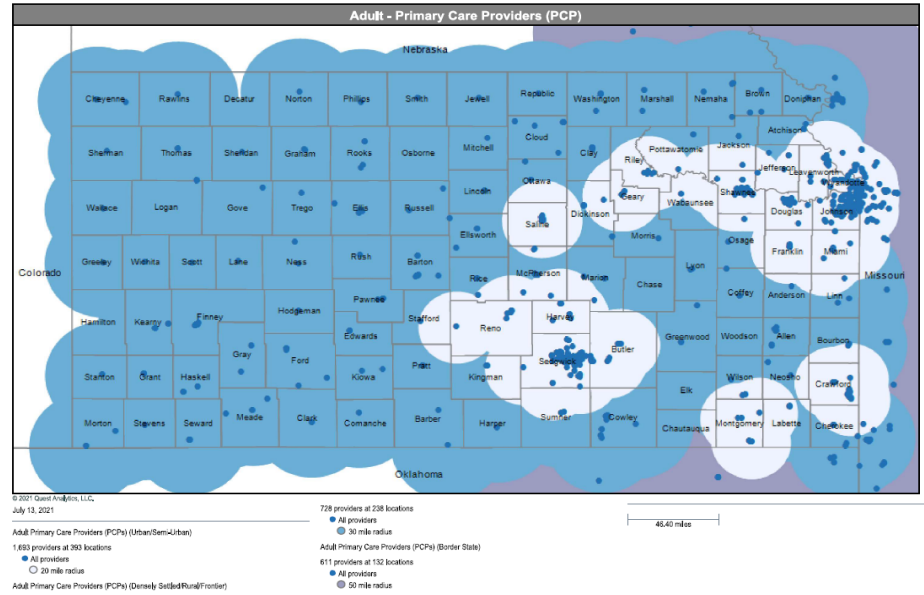 Adult - Primary Care Providers (PCP)
Nebraska
Cheyenne Rawlins Decatur Norton Phillips Smith Jewell Republic Washington Marshall Nemaha Brown Doniphan
Sherman Thomas Sheridan Graham Rooks Osborne Mitchell Cloud Clay Riley Pottawatomie Jackson Atchison
Jefferson Leavenworth Wyandotte
Wallace Logan Gove Trego Ellis Russell Lincoln Ottawa Saline Dickinson Geary Wabaunsee Shawnee Douglas Johnson
Ellsworth Morris Osage Franklin Miami
Colorado Greeley Wichita Scott Lane Ness Rush Barton Rice McPherson Marion Chase Lyon Missouri
Hamilton Kearny Finney Hodgeman Pawnee Stafford Reno Harvey Coffey Anderson Linn
Gray Ford Edwards Pratt Sedgwick Butler Greenwood Woodson Allen Bourbon
Stanton Grant Haskell Kiowa Kingman Elk Wilson Neosho Crawford
Morton Stevens Seward Meade Clark Comanche Barber Harper Sumner Cowley Chautauqua Montgomery Labette Cherokee
Oklahoma
© 2021 Quest Analytics, LLC.
July 13, 2021
Adult Primary Care Providers (PCPs) (Urban/Semi-Urban)
1,693 providers at 393 locations
All providers
20 mile radius
Adult Primary Care Providers (PCPs) (Densely Settled/Rural/Frontier)
728 providers at 238 locations
All providers
30 mile radius
Adult Primary Care Providers (PCPs) (Border State)
611 providers at 132 locations
All providers
50 mile radius
46.40 miles